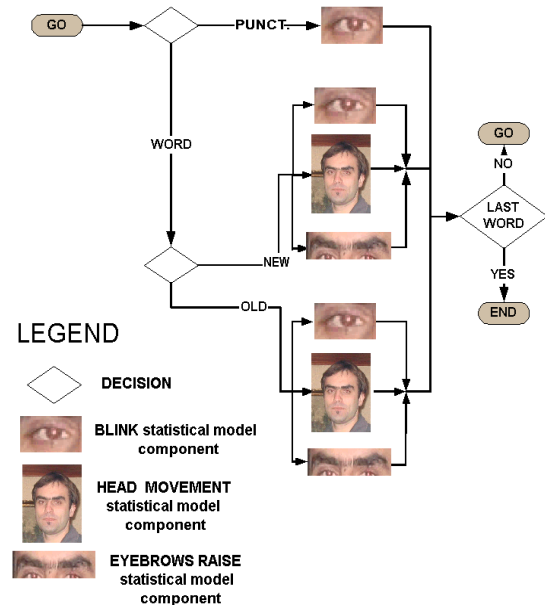 GO
PUNCT.
WORD
GO
NO
LAST
WORD
NEW
YES
OLD
END
LEGEND
DECISION
BLINK statistical model
component
HEAD MOVEMENT
statistical model
component
EYEBROWS RAISE
statistical model
component